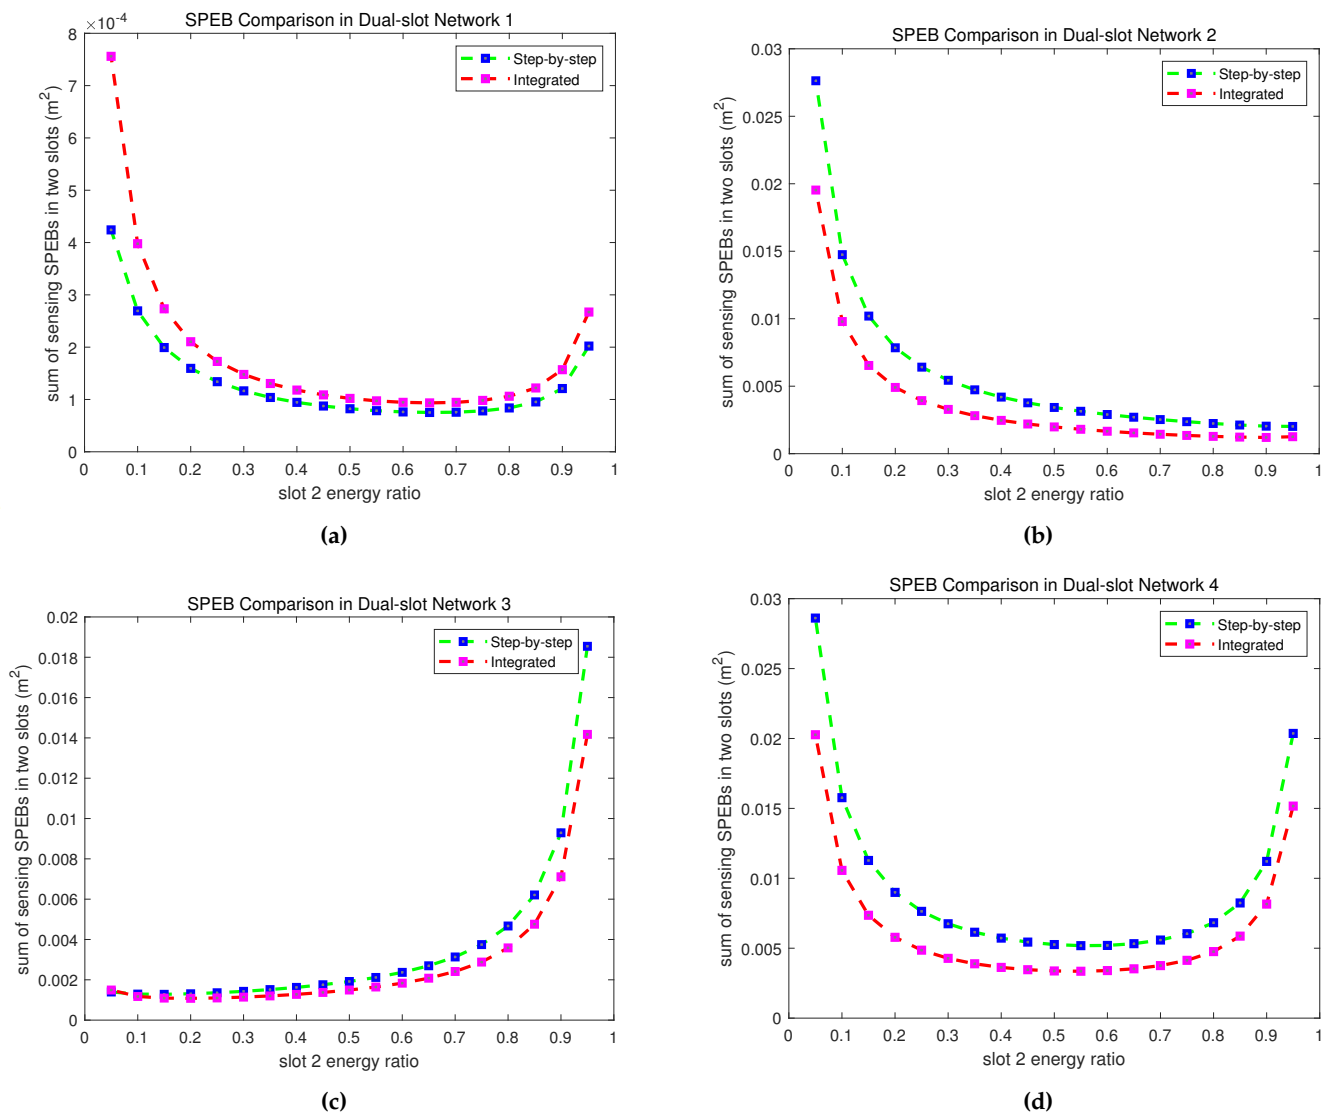 SPEB Comparison in Dual-slot Network 1
×10⁻⁴
8
7
6
5
4
3
2
1
0
0 0.1 0.2 0.3 0.4 0.5 0.6 0.7 0.8 0.9 1
sum of sensing SPEBs in two slots (m²)
slot 2 energy ratio
Step-by-step
Integrated
(a)
SPEB Comparison in Dual-slot Network 2
0.03
0.025
0.02
0.015
0.01
0.005
0
0 0.1 0.2 0.3 0.4 0.5 0.6 0.7 0.8 0.9 1
sum of sensing SPEBs in two slots (m²)
slot 2 energy ratio
Step-by-step
Integrated
(b)
SPEB Comparison in Dual-slot Network 3
0.02
0.018
0.016
0.014
0.012
0.01
0.008
0.006
0.004
0.002
0
0 0.1 0.2 0.3 0.4 0.5 0.6 0.7 0.8 0.9 1
sum of sensing SPEBs in two slots (m²)
slot 2 energy ratio
Step-by-step
Integrated
(c)
SPEB Comparison in Dual-slot Network 4
0.03
0.025
0.02
0.015
0.01
0.005
0
0 0.1 0.2 0.3 0.4 0.5 0.6 0.7 0.8 0.9 1
sum of sensing SPEBs in two slots (m²)
slot 2 energy ratio
Step-by-step
Integrated
(d)